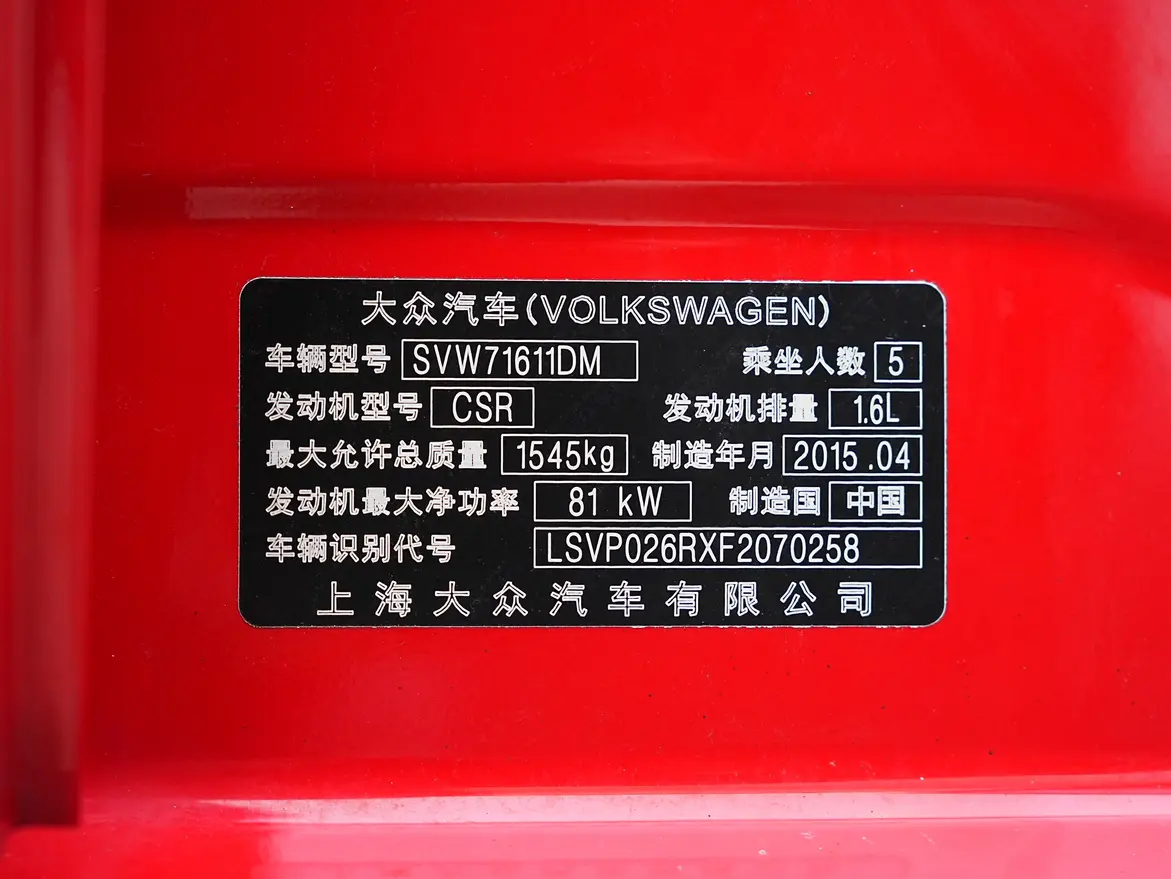 大众汽车(VOLKSWAGEN)
车辆型号 SVW71611DM 乘坐人数 5
发动机型号 CSR 发动机排量 1.6L
最大允许总质量 1545kg 制造年月 2015.04
发动机最大净功率 81 kW 制造国 中国
车辆识别代号 LSVP026RXF2070258
上海大众汽车有限公司